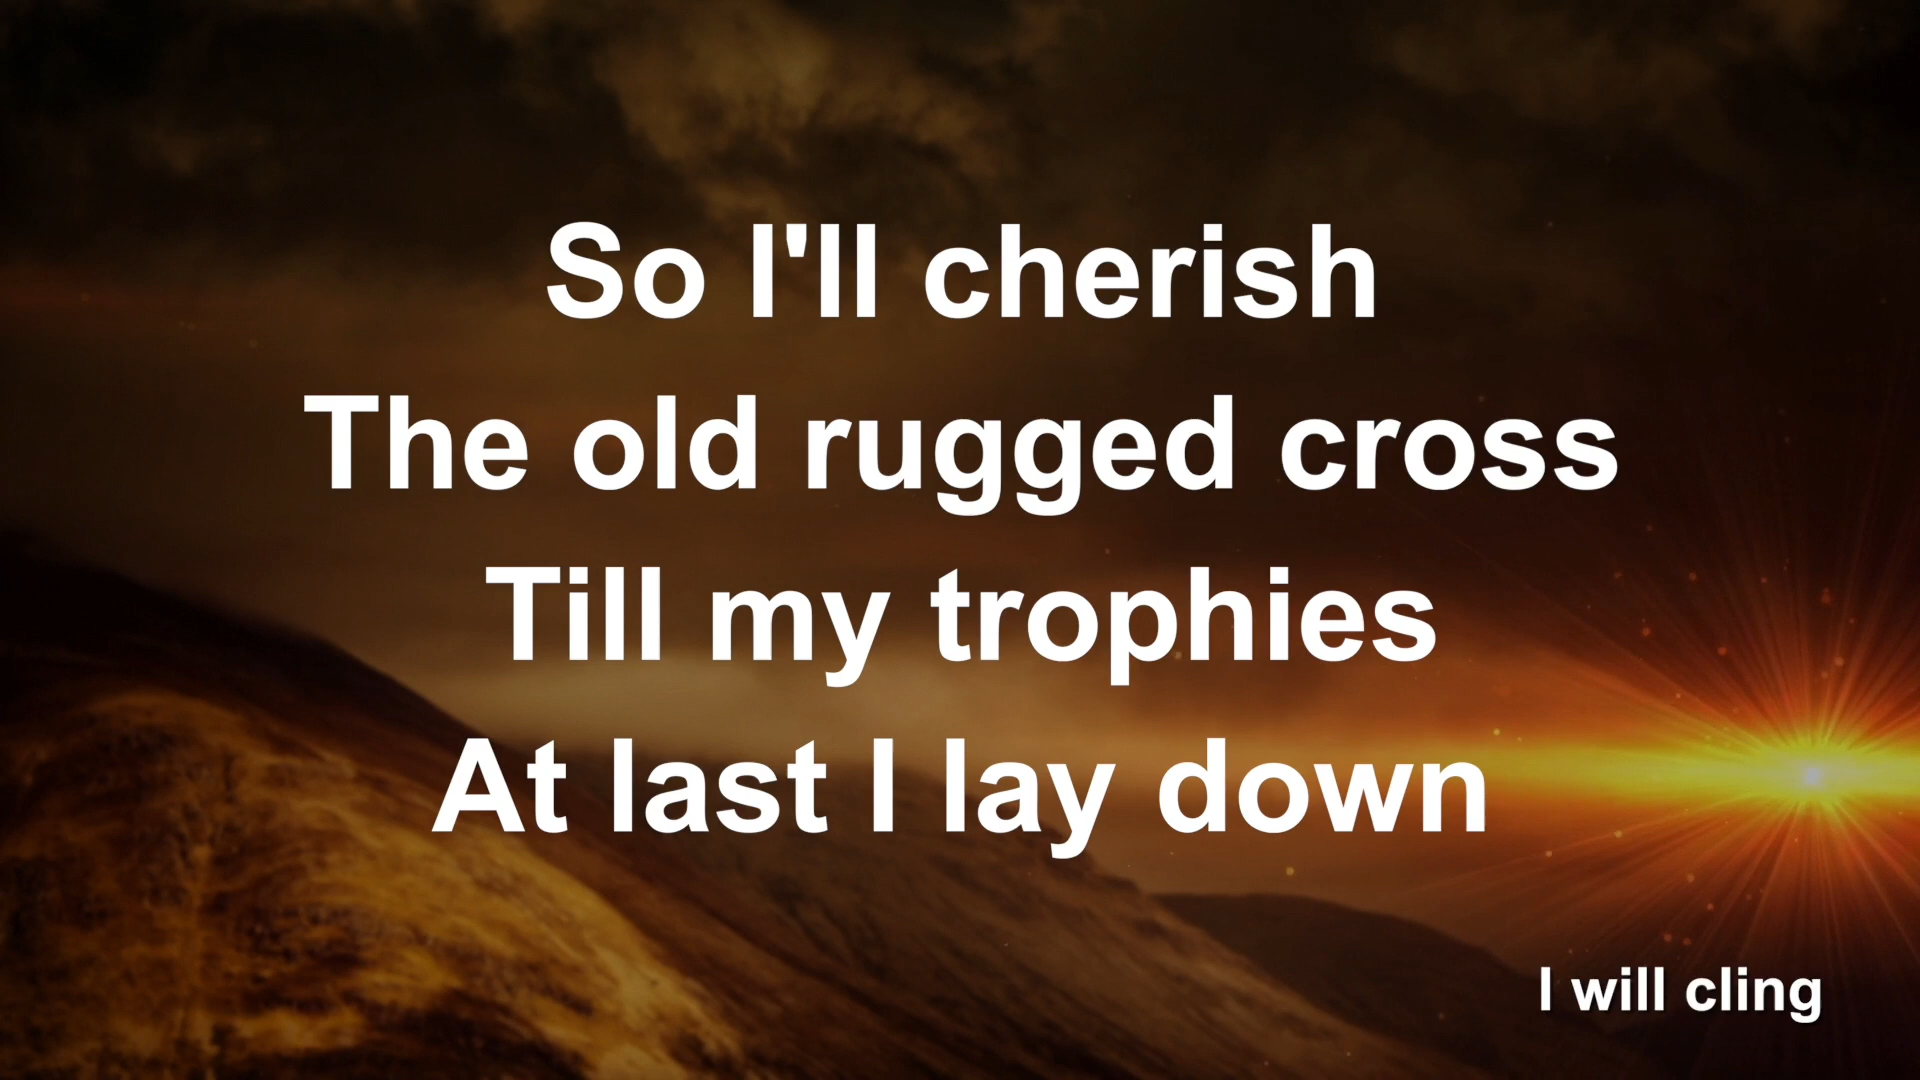 So I'll cherish
The old rugged cross
Till my trophies
At last I lay down
I will cling